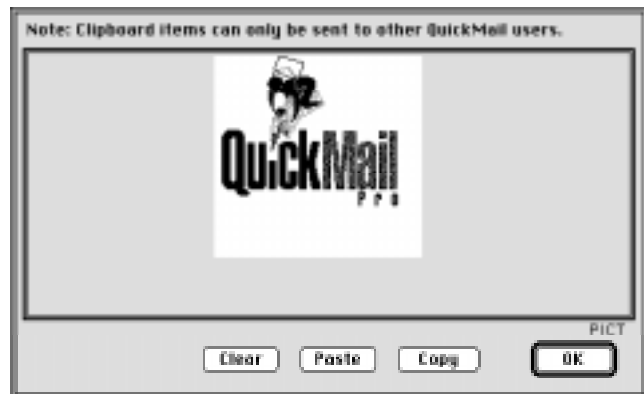 Note: Clipboard items can only be sent to other QuickMail users.
QuickMail
Pro
PICT
Clear
Paste
Copy
OK